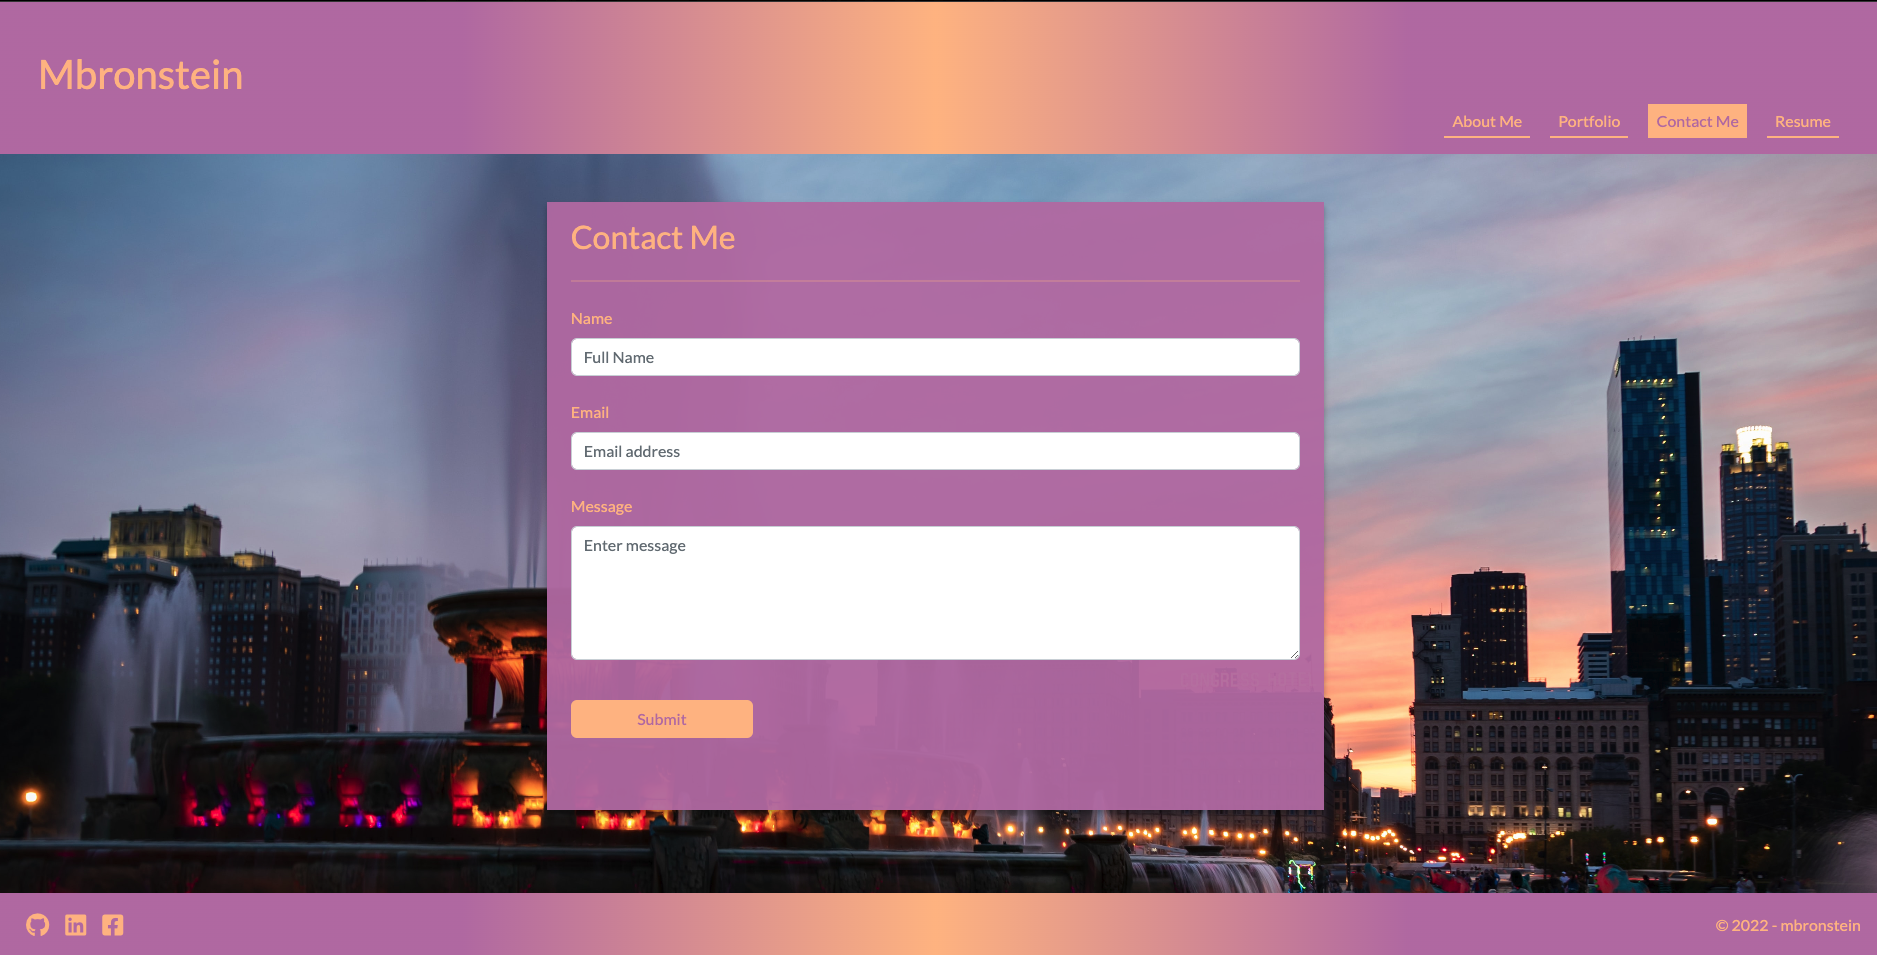 Mbronstein
About Me Portfolio Contact Me Resume
Contact Me
Name
Full Name
Email
Email address
Message
Enter message
Submit
© 2022 - mbronstein